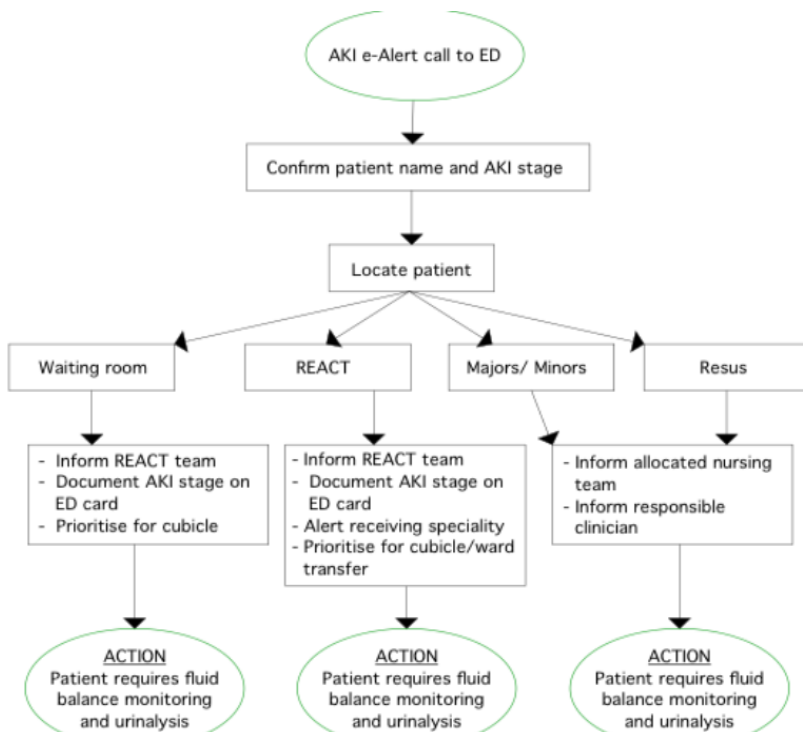 AKI e-Alert call to ED
Confirm patient name and AKI stage
Locate patient
Waiting room
REACT
Majors/ Minors
Resus
- Inform REACT team
- Document AKI stage on
ED card
- Prioritise for cubicle
- Inform REACT team
- Document AKI stage on
ED card
- Alert receiving speciality
- Prioritise for cubicle/ward
transfer
- Inform allocated nursing
team
- Inform responsible
clinician
ACTION
Patient requires fluid
balance monitoring
and urinalysis
ACTION
Patient requires fluid
balance monitoring
and urinalysis
ACTION
Patient requires fluid
balance monitoring
and urinalysis